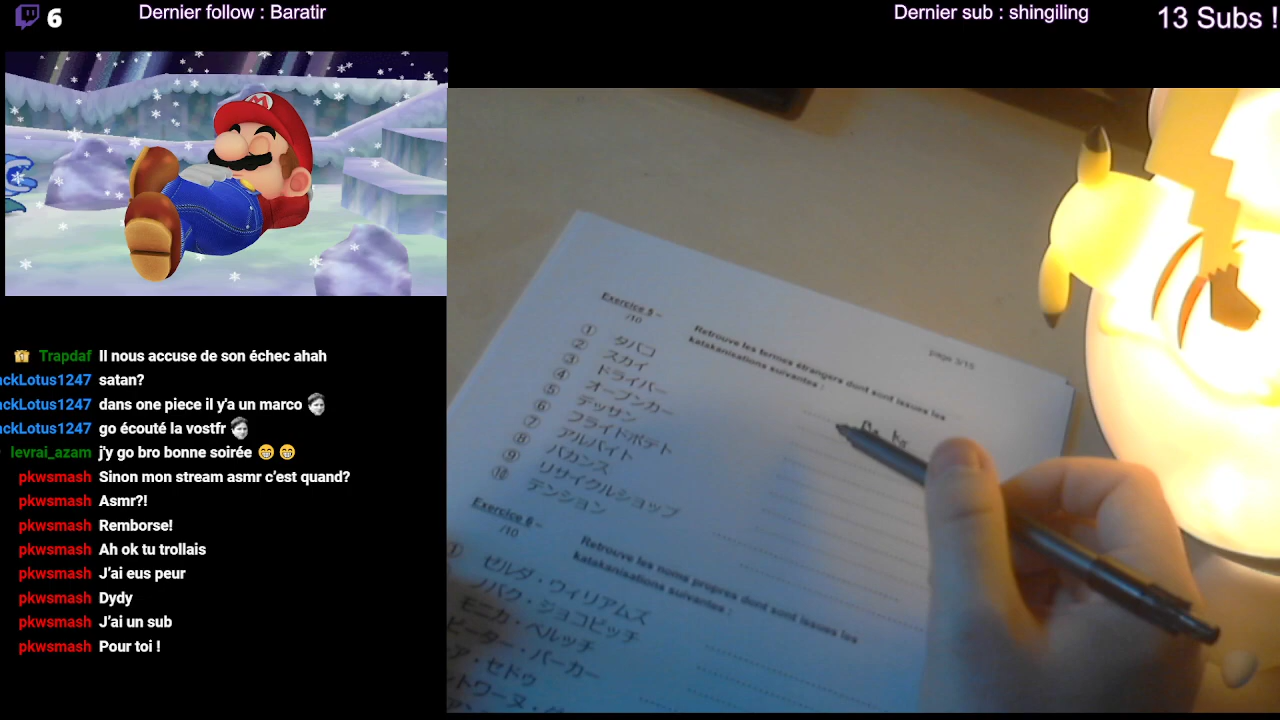 6
Dernier follow : Baratir
Dernier sub : shingiling
13 Subs !
Trapdaf Il nous accuse de son échec ahah
ackLotus1247 satan?
ackLotus1247 dans one piece il y'a un marco
ackLotus1247 go écouté la vostfr
levrai_azam j'y go bro bonne soirée
pkwsmash Sinon mon stream asmr c'est quand?
pkwsmash Asmr?!
pkwsmash Remborse!
pkwsmash Ah ok tu trollais
pkwsmash J'ai eus peur
pkwsmash Dydy
pkwsmash J'ai un sub
pkwsmash Pour toi !
page 3/15
Exercice 5 –
/10
Retrouve les termes étrangers dont sont issues les
katakanisations suivantes :
① タバコ
② スカイ
③ ドライバー
④ オープンカー
⑤ デッサン
⑥ フライドポテト
⑦ アルバイト
⑧ バカンス
⑨ リサイクルショップ
⑩ テンション
Exercice 6 –
/10
Retrouve les noms propres dont sont issues les
katakanisations suivantes :
① ゼルダ・ウィリアムズ
ノバク・ジョコビッチ
モニカ・ベルッチ
ピーター・パーカー
ア・セドゥ